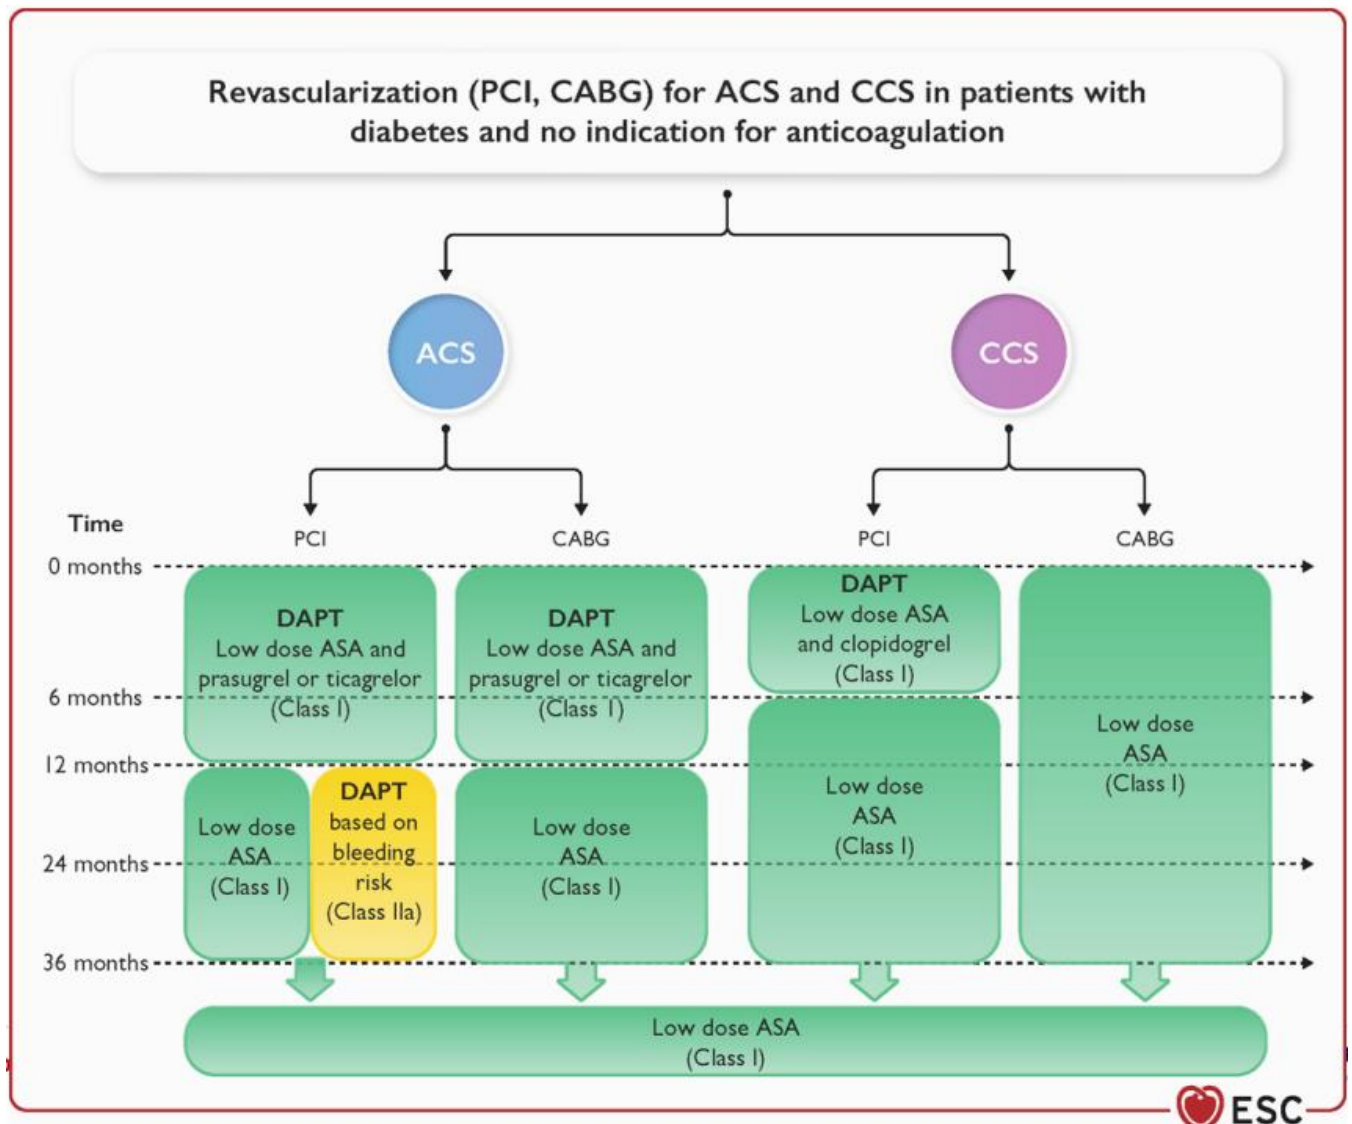 Revascularization (PCI, CABG) for ACS and CCS in patients with
diabetes and no indication for anticoagulation
ACS
CCS
Time
PCI
CABG
PCI
CABG
0 months
DAPT
Low dose ASA and
prasugrel or ticagrelor
(Class I)
DAPT
Low dose ASA and
prasugrel or ticagrelor
(Class I)
DAPT
Low dose ASA
and clopidogrel
(Class I)
6 months
Low dose
ASA
(Class I)
Low dose
ASA
(Class I)
12 months
Low dose
ASA
(Class I)
DAPT
based on
bleeding
risk
(Class IIa)
Low dose
ASA
(Class I)
24 months
36 months
Low dose ASA
(Class I)
ESC